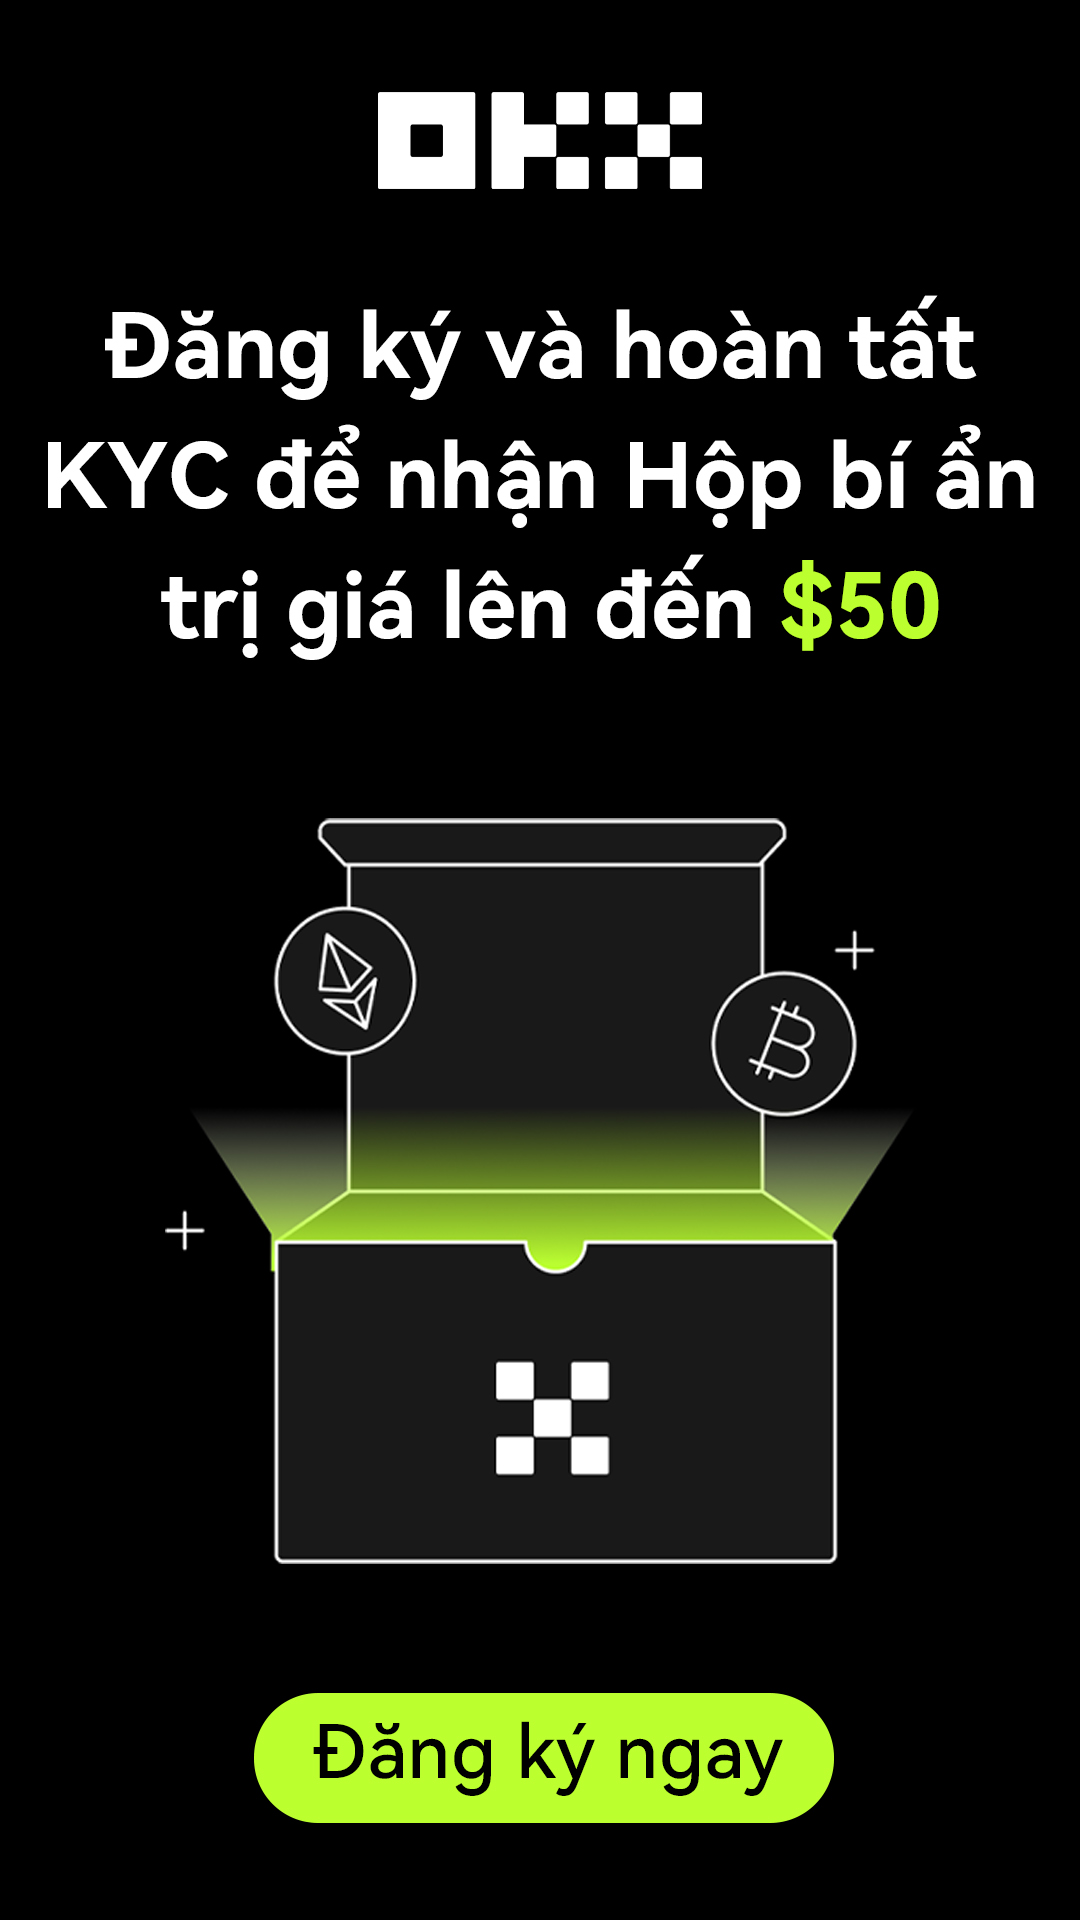 OKX
Đăng ký và hoàn tất
KYC để nhận Hộp bí ẩn
trị giá lên đến $50
Đăng ký ngay